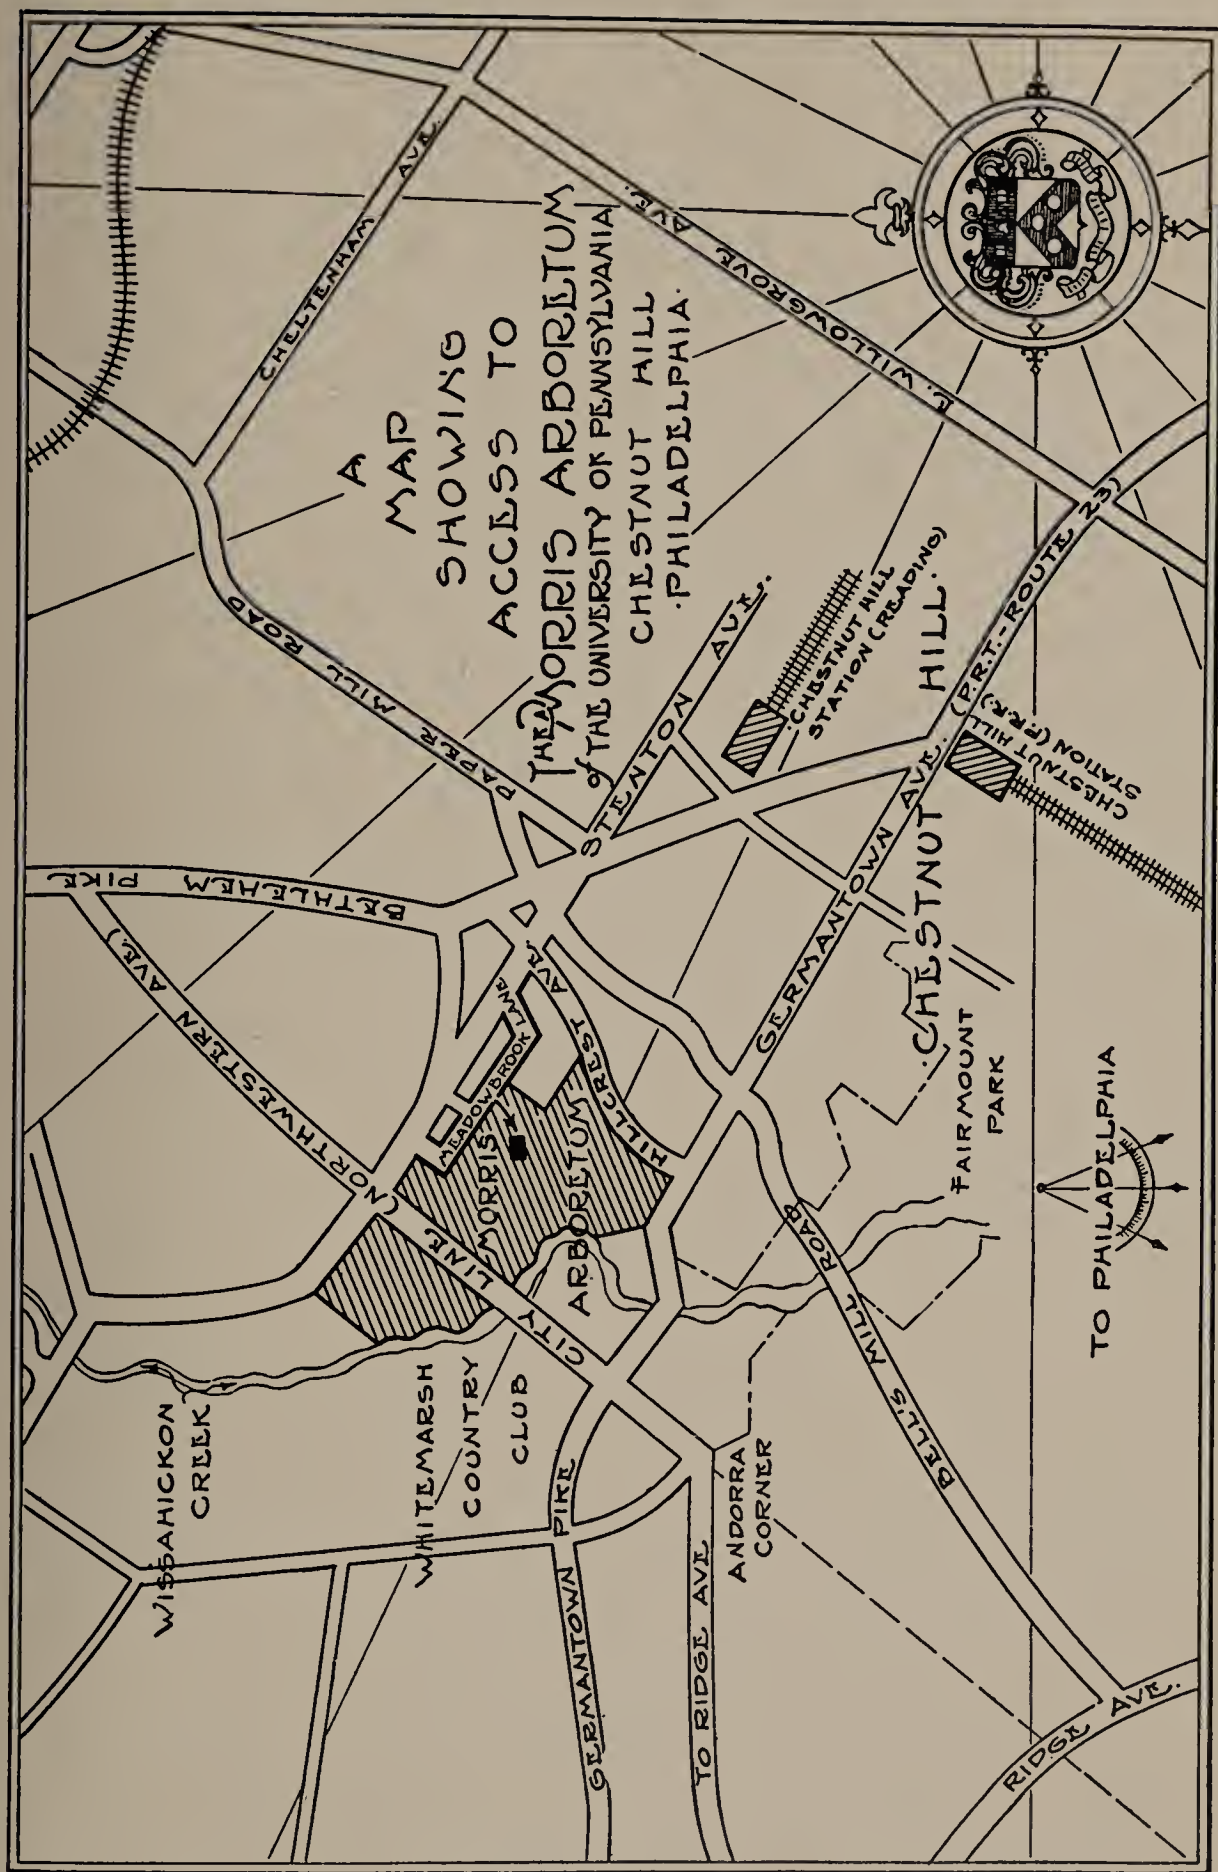 A
MAP
SHOWING
ACCESS TO
THE MORRIS ARBORETUM
of THE UNIVERSITY OF PENNSYLVANIA
CHESTNUT HILL
·PHILADELPHIA·
WISSAHICKON
CREEK
(NORTHWESTERN AVE.)
BETHLEHEM PIKE
PAPER MILL ROAD
CHELTENHAM AVE.
E. WILLOWGROVE AVE.
WHITEMARSH
COUNTRY
CLUB
CITY LINE
MEADOWBROOK LANE
MORRIS
ARBORETUM
HILLCREST AVE.
STENTON AVE.
·CHESTNUT HILL
STATION (READING)
GERMANTOWN PIKE
GERMANTOWN AVE. (P.R.T.-ROUTE 23)
·CHESTNUT HILL·
CHESTNUT HILL
STATION (P.R.R.)
TO RIDGE AVE
ANDORRA
CORNER
BELL'S MILL ROAD
FAIRMOUNT
PARK
RIDGE AVE.
TO PHILADELPHIA